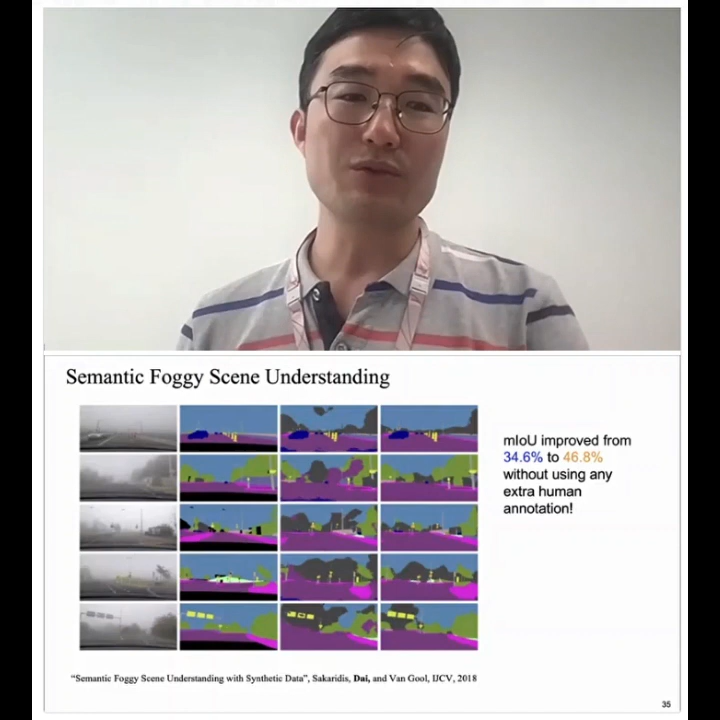 Semantic Foggy Scene Understanding
mIoU improved from
34.6% to 46.8%
without using any
extra human
annotation!
"Semantic Foggy Scene Understanding with Synthetic Data", Sakaridis, Dai, and Van Gool, IJCV, 2018
35